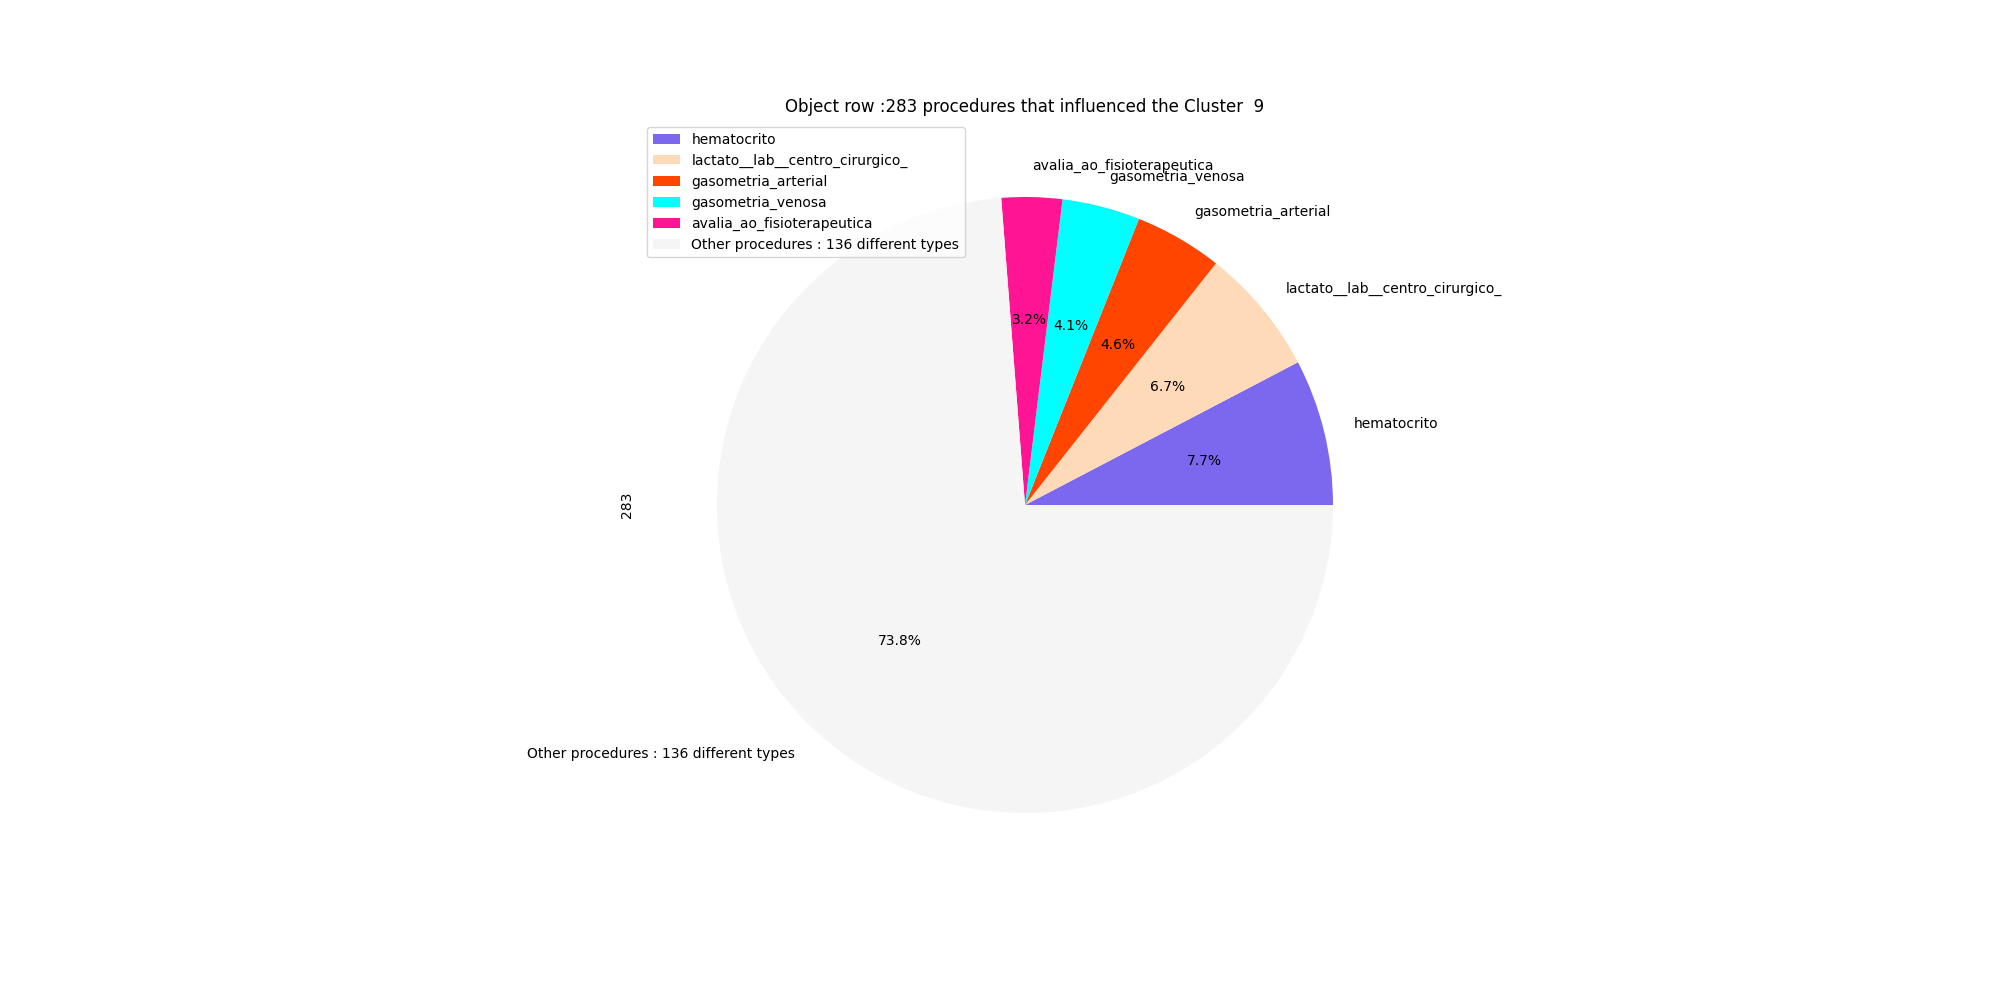 Object row :283 procedures that influenced the Cluster  9
hematocrito
lactato__lab__centro_cirurgico_
gasometria_arterial
gasometria_venosa
avalia_ao_fisioterapeutica
Other procedures : 136 different types
avalia_ao_fisioterapeutica
gasometria_venosa
gasometria_arterial
lactato__lab__centro_cirurgico_
hematocrito
3.2%
4.1%
4.6%
6.7%
7.7%
283
73.8%
Other procedures : 136 different types